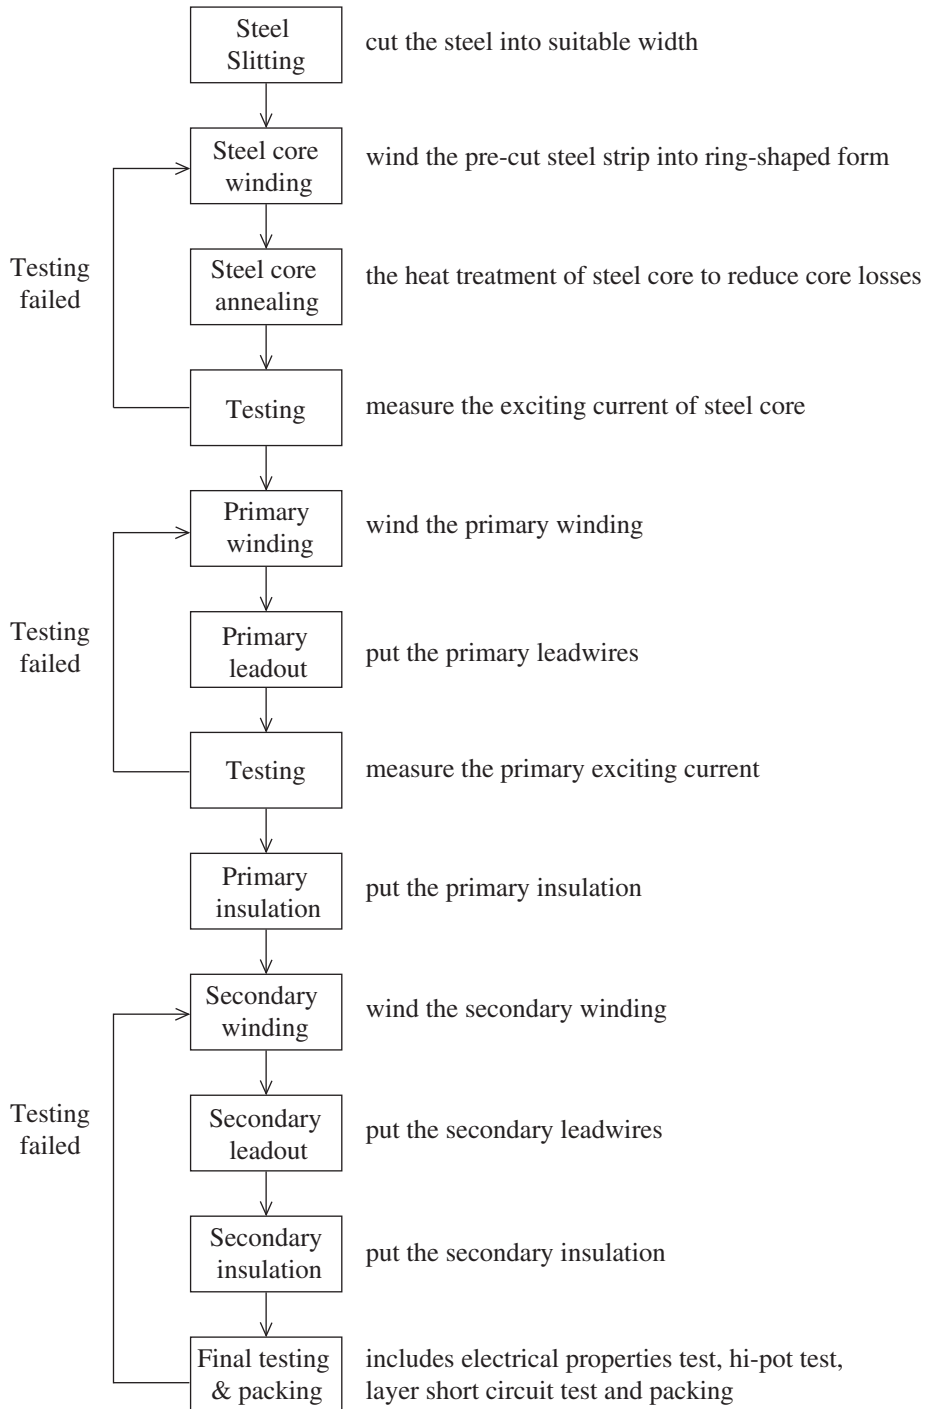 Steel
Slitting
cut the steel into suitable width
Steel core
winding
wind the pre-cut steel strip into ring-shaped form
Testing
failed
Steel core
annealing
the heat treatment of steel core to reduce core losses
Testing
measure the exciting current of steel core
Primary
winding
wind the primary winding
Testing
failed
Primary
leadout
put the primary leadwires
Testing
measure the primary exciting current
Primary
insulation
put the primary insulation
Secondary
winding
wind the secondary winding
Testing
failed
Secondary
leadout
put the secondary leadwires
Secondary
insulation
put the secondary insulation
Final testing
& packing
includes electrical properties test, hi-pot test,
layer short circuit test and packing